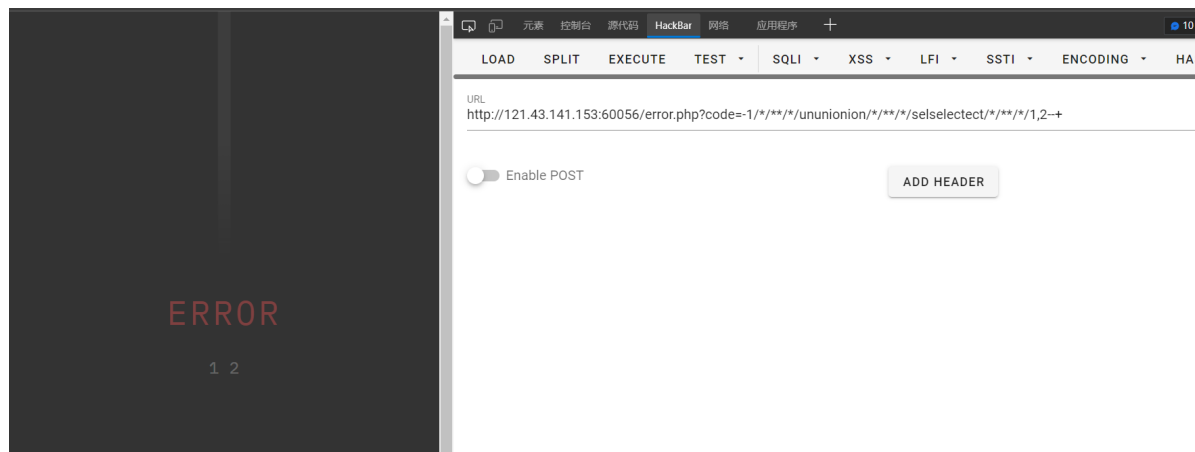 元素 控制台 源代码 HackBar 网络 应用程序 10
LOAD SPLIT EXECUTE TEST SQLI XSS LFI SSTI ENCODING HA
URL
http://121.43.141.153:60056/error.php?code=-1/*/**/*/ununionion/*/**/*/selselectect/*/**/*/1,2--+
Enable POST
ADD HEADER
ERROR
1 2